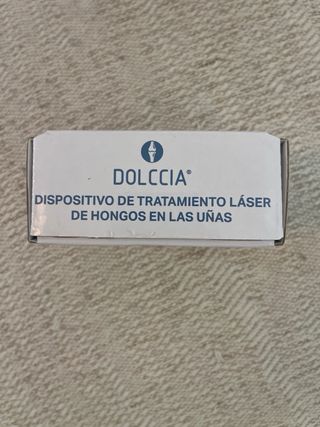 DOLCCIA®
DISPOSITIVO DE TRATAMIENTO LÁSER
DE HONGOS EN LAS UÑAS